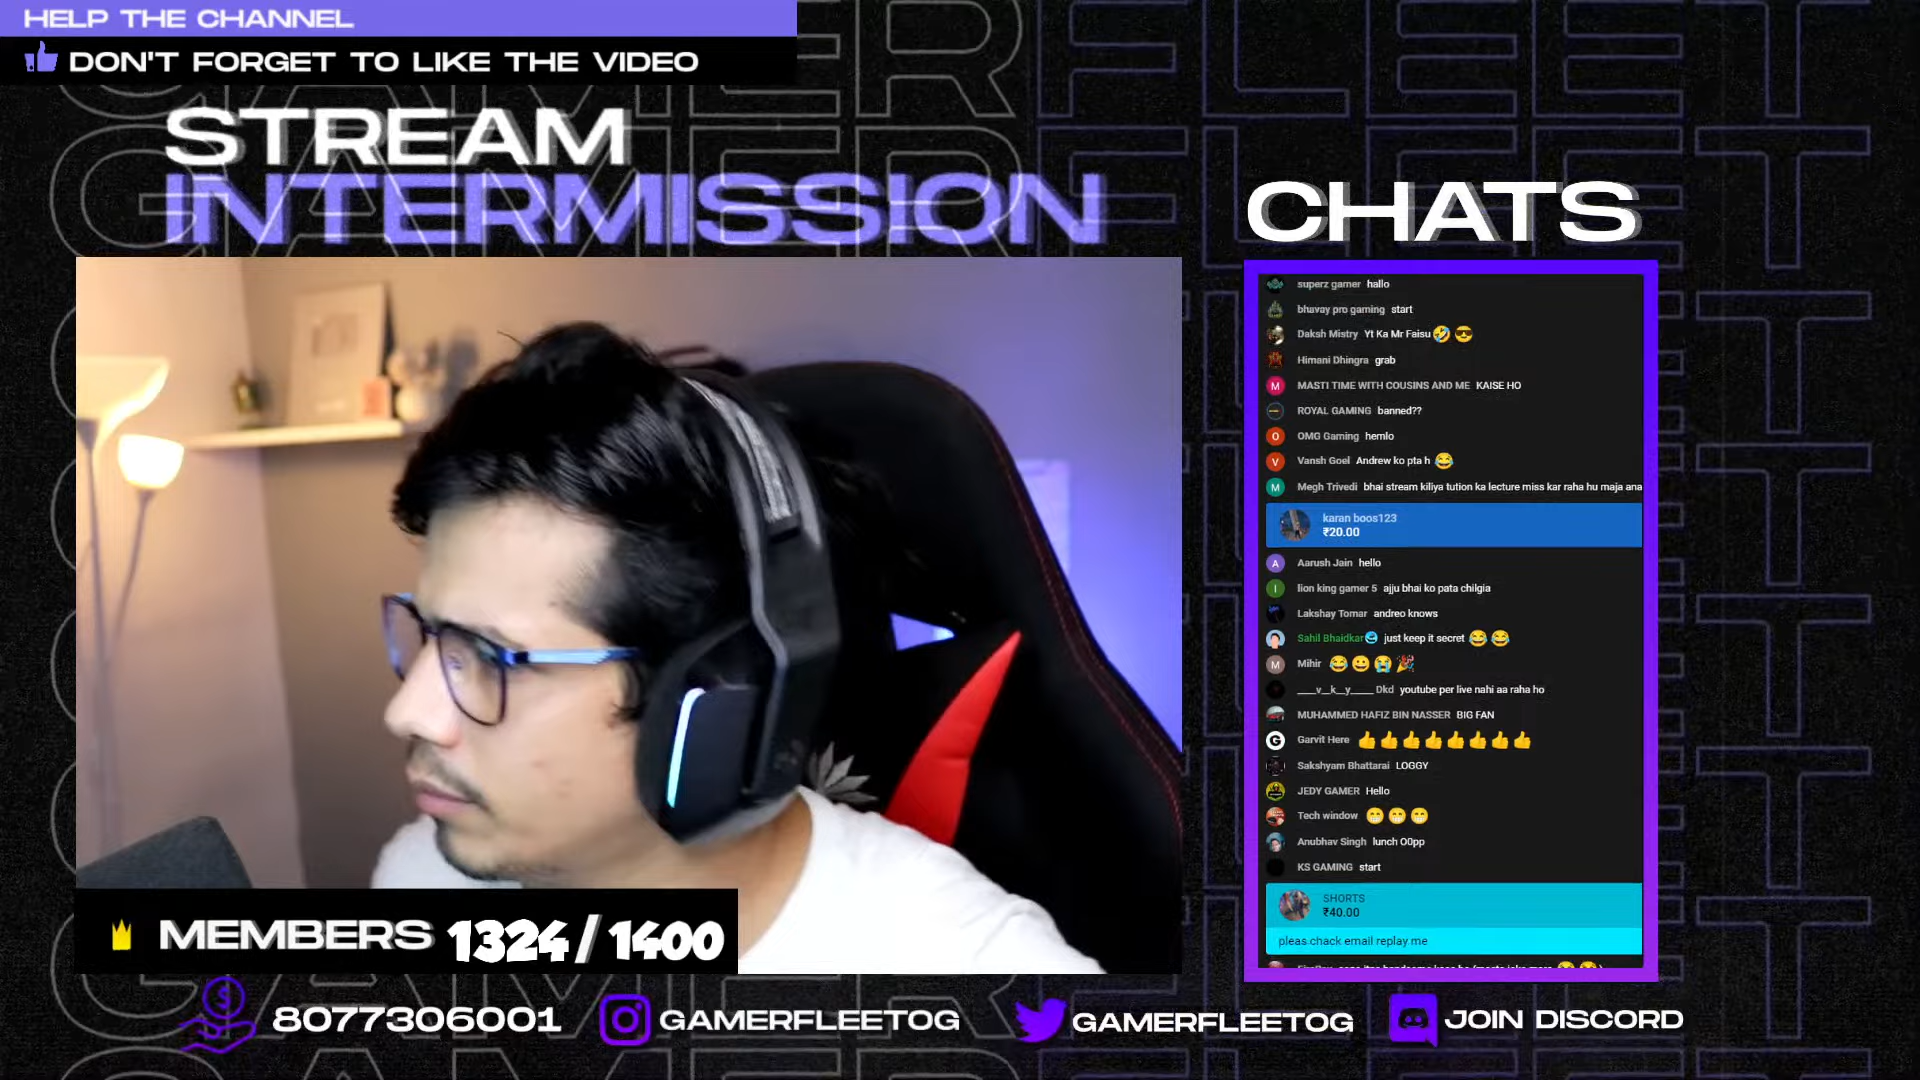 HELP THE CHANNEL
DON'T FORGET TO LIKE THE VIDEO
STREAM
INTERMISSION
CHATS
superz gamer hallo
bhavay pro gaming start
Daksh Mistry Yt Ka Mr Faisu 🤣 😎
Himani Dhingra grab
M MASTI TIME WITH COUSINS AND ME KAISE HO
ROYAL GAMING banned??
O OMG Gaming hemlo
V Vansh Goel Andrew ko pta h 😂
M Megh Trivedi bhai stream kiliya tution ka lecture miss kar raha hu maja ana
karan boos123
₹20.00
A Aarush Jain hello
l lion king gamer 5 ajju bhai ko pata chilgia
Lakshay Tomar andreo knows
Sahil Bhaidkar just keep it secret 😂 😂
M Mihir 😂 😀 😭 🎉
____v__k__y_____ Dkd youtube per live nahi aa raha ho
MUHAMMED HAFIZ BIN NASSER BIG FAN
G Garvit Here 👍👍👍👍👍👍👍👍
Sakshyam Bhattarai LOGGY
JEDY GAMER Hello
Tech window 😁 😁 😁
Anubhav Singh lunch O0pp
KS GAMING start
SHORTS
₹40.00
pleas chack email replay me
MEMBERS 1324/1400
8077306001
GAMERFLEETOG
GAMERFLEETOG
JOIN DISCORD
GAMERFLEET